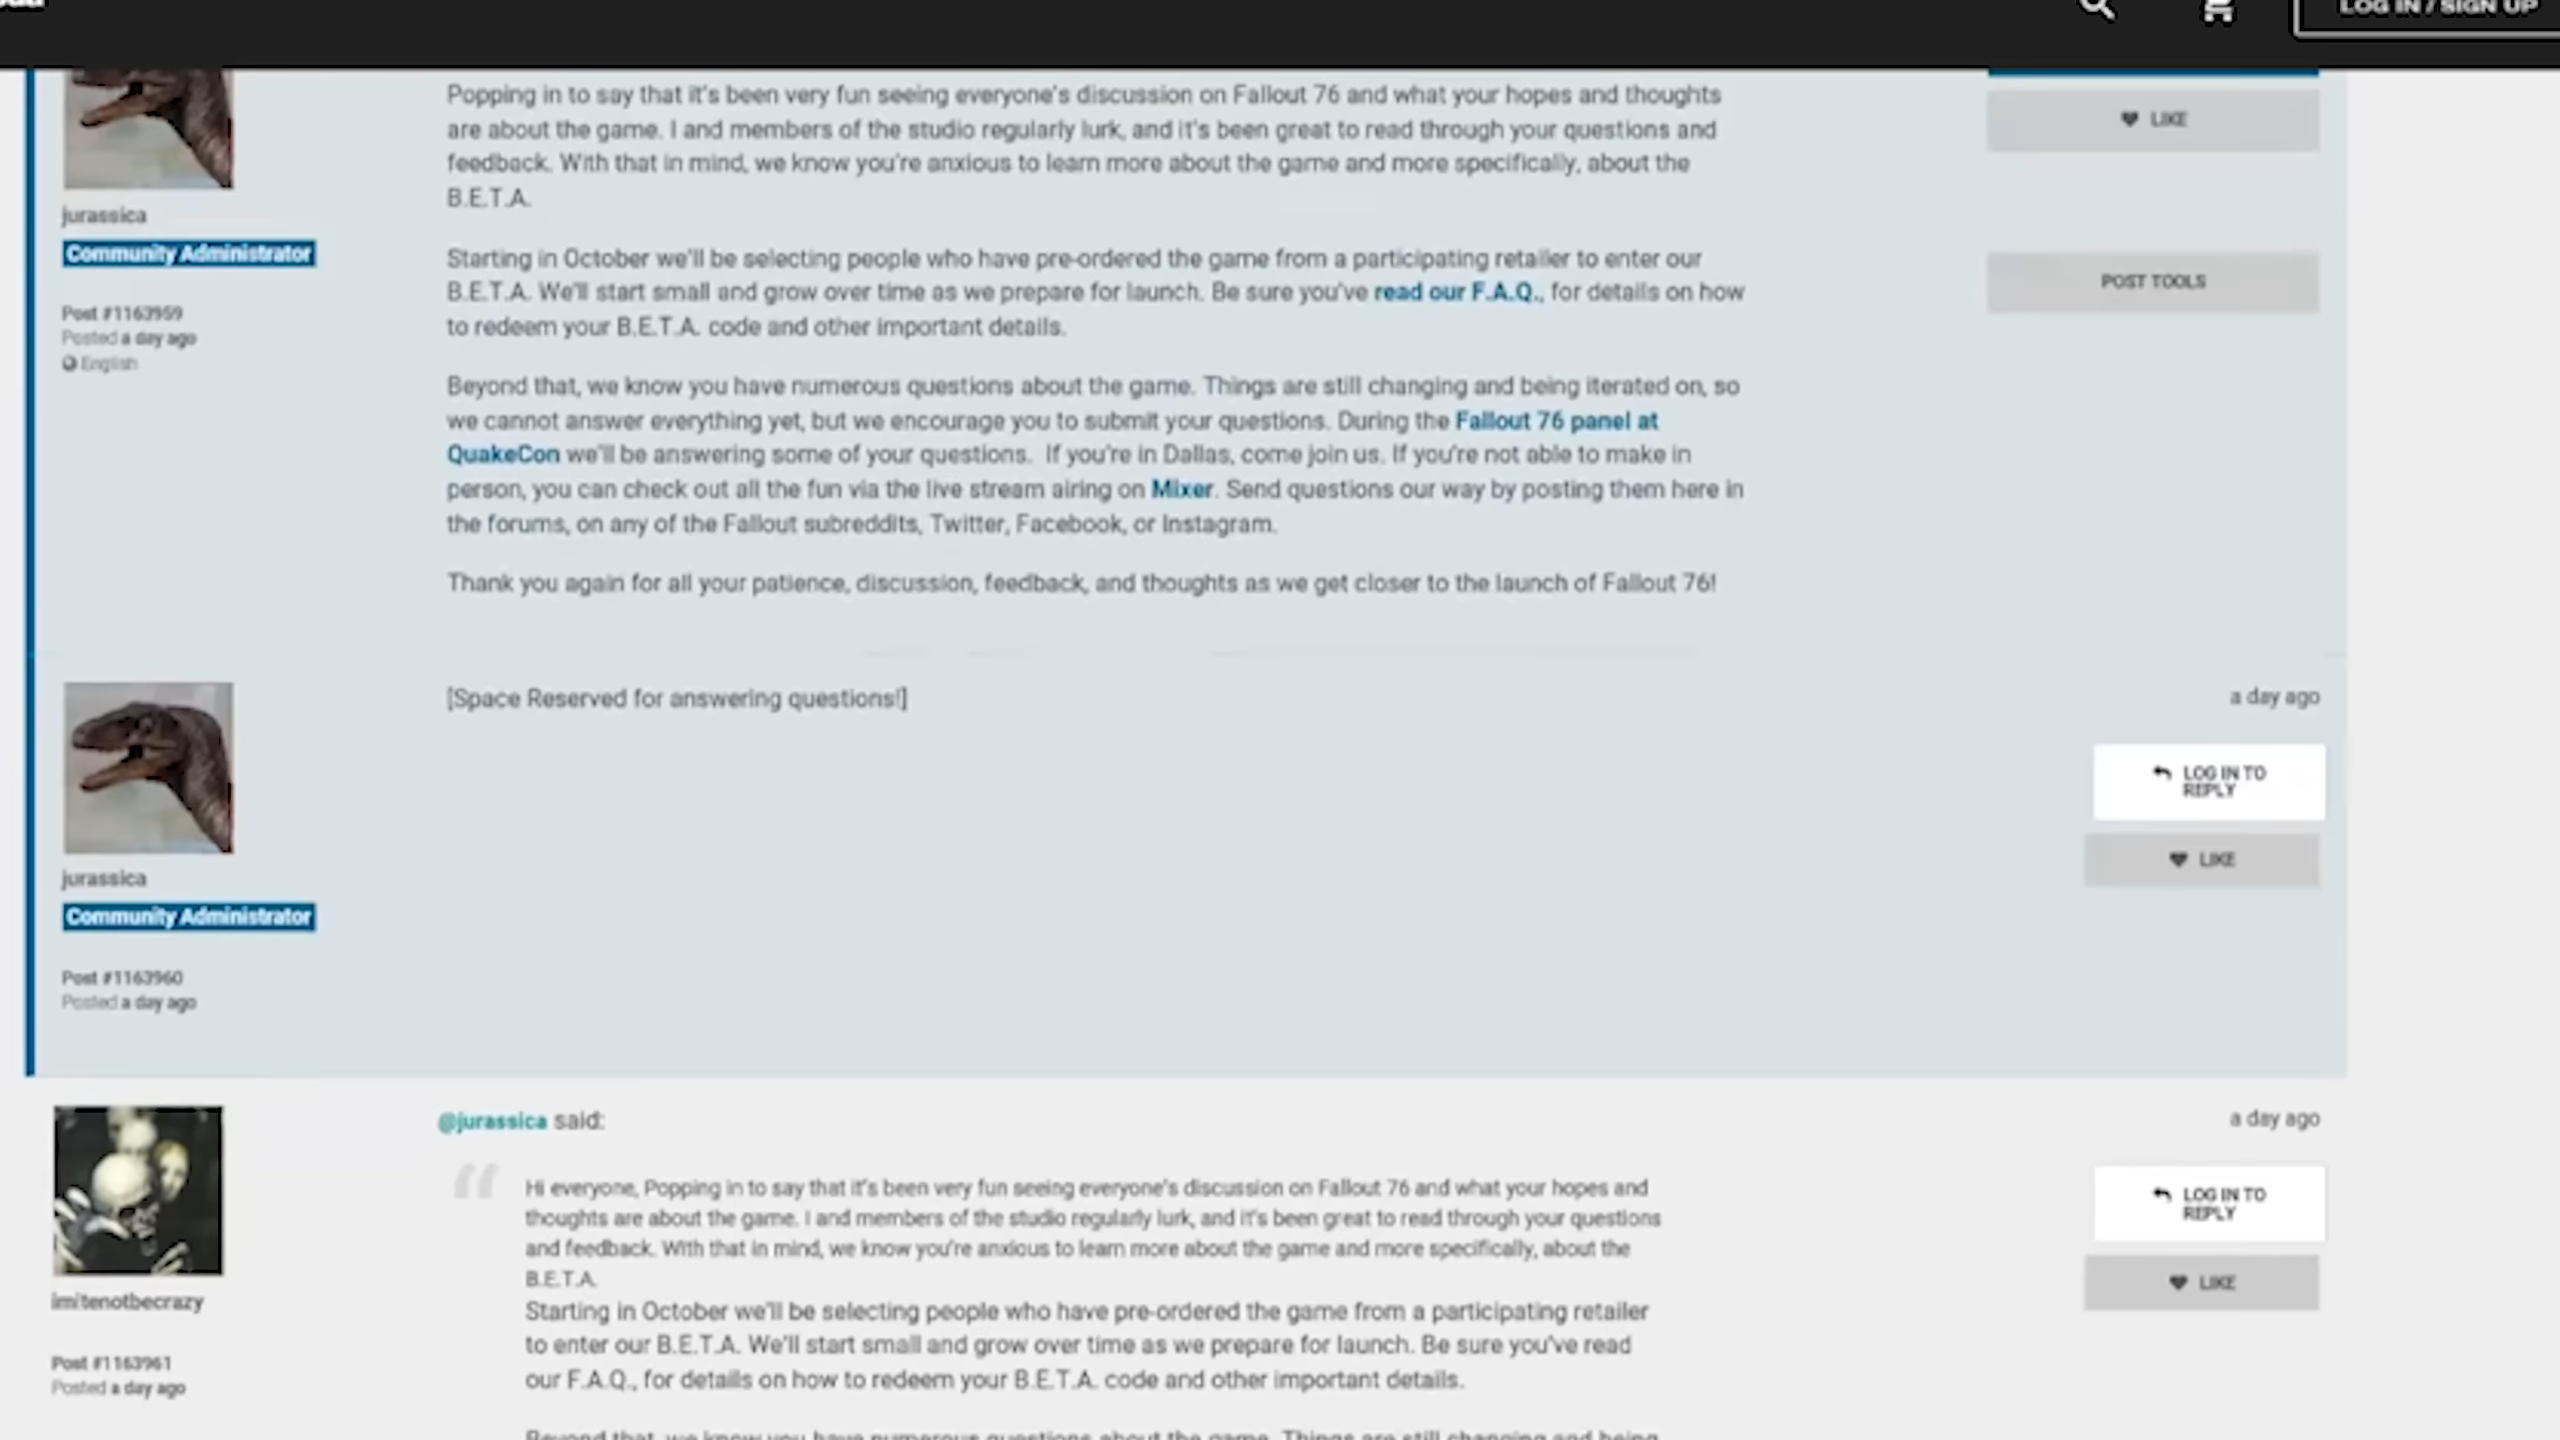 LOG IN / SIGN UP
Popping in to say that it's been very fun seeing everyone's discussion on Fallout 76 and what your hopes and thoughts
are about the game. I and members of the studio regularly lurk, and it's been great to read through your questions and
feedback. With that in mind, we know you're anxious to learn more about the game and more specifically, about the
B.E.T.A.
LIKE
jurassica
Community Administrator
Starting in October we'll be selecting people who have pre-ordered the game from a participating retailer to enter our
B.E.T.A. We'll start small and grow over time as we prepare for launch. Be sure you've read our F.A.Q., for details on how
to redeem your B.E.T.A. code and other important details.
POST TOOLS
Post #1163959
Posted a day ago
English
Beyond that, we know you have numerous questions about the game. Things are still changing and being iterated on, so
we cannot answer everything yet, but we encourage you to submit your questions. During the Fallout 76 panel at
QuakeCon we'll be answering some of your questions. If you're in Dallas, come join us. If you're not able to make in
person, you can check out all the fun via the live stream airing on Mixer. Send questions our way by posting them here in
the forums, on any of the Fallout subreddits, Twitter, Facebook, or Instagram.
Thank you again for all your patience, discussion, feedback, and thoughts as we get closer to the launch of Fallout 76!
[Space Reserved for answering questions!]
a day ago
LOG IN TO
REPLY
LIKE
jurassica
Community Administrator
Post #1163960
Posted a day ago
@jurassica said:
a day ago
Hi everyone, Popping in to say that it's been very fun seeing everyone's discussion on Fallout 76 and what your hopes and
thoughts are about the game. I and members of the studio regularly lurk, and it's been great to read through your questions
and feedback. With that in mind, we know you're anxious to learn more about the game and more specifically, about the
B.E.T.A.
LOG IN TO
REPLY
LIKE
imitenotbecrazy
Starting in October we'll be selecting people who have pre-ordered the game from a participating retailer
to enter our B.E.T.A. We'll start small and grow over time as we prepare for launch. Be sure you've read
our F.A.Q., for details on how to redeem your B.E.T.A. code and other important details.
Post #1163961
Posted a day ago
Beyond that, we know you have numerous questions about the game. Things are still changing and being